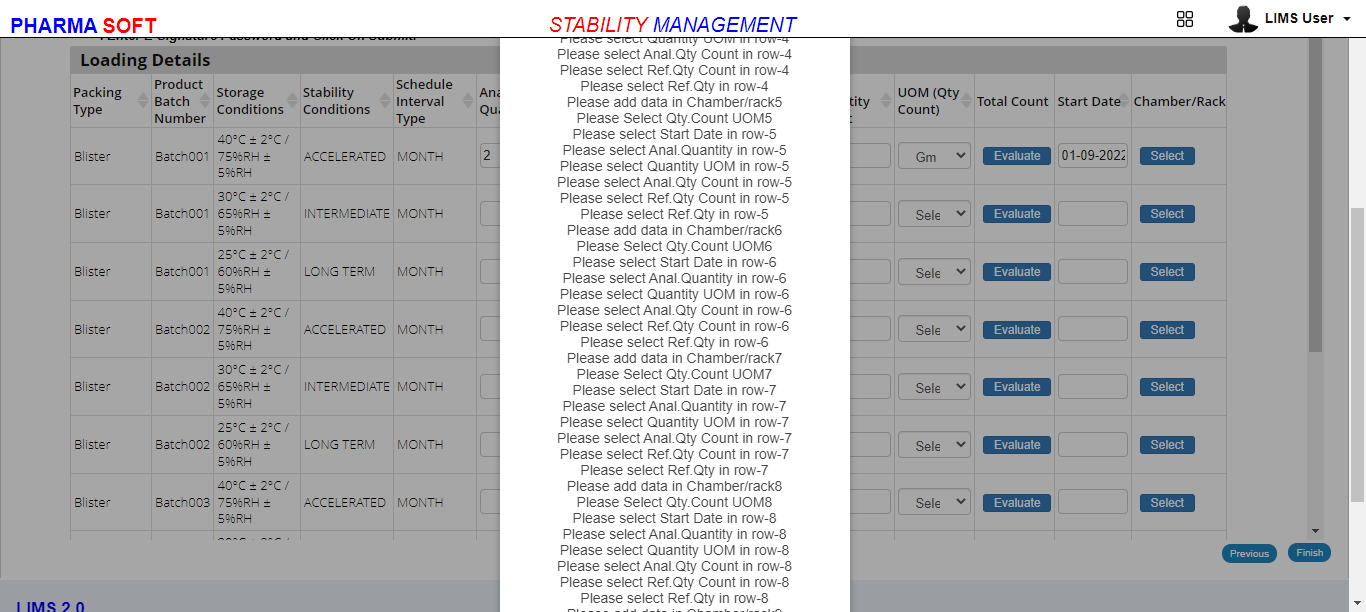 PHARMA SOFT
STABILITY MANAGEMENT
LIMS User
Loading Details
Packing Type
Product Batch Number
Storage Conditions
Stability Conditions
Schedule Interval Type
UOM (Qty Count)
Total Count
Start Date
Chamber/Rack
Blister
Batch001
40°C ± 2°C / 75%RH ± 5%RH
ACCELERATED
MONTH
2
Gm
Evaluate
01-09-2022
Select
Blister
Batch001
30°C ± 2°C / 65%RH ± 5%RH
INTERMEDIATE
MONTH
Sele
Evaluate
Select
Blister
Batch001
25°C ± 2°C / 60%RH ± 5%RH
LONG TERM
MONTH
Sele
Evaluate
Select
Blister
Batch002
40°C ± 2°C / 75%RH ± 5%RH
ACCELERATED
MONTH
Sele
Evaluate
Select
Blister
Batch002
30°C ± 2°C / 65%RH ± 5%RH
INTERMEDIATE
MONTH
Sele
Evaluate
Select
Blister
Batch002
25°C ± 2°C / 60%RH ± 5%RH
LONG TERM
MONTH
Sele
Evaluate
Select
Blister
Batch003
40°C ± 2°C / 75%RH ± 5%RH
ACCELERATED
MONTH
Sele
Evaluate
Select
Please select Quantity UOM in row-4
Please select Anal.Qty Count in row-4
Please select Ref.Qty Count in row-4
Please select Ref.Qty in row-4
Please add data in Chamber/rack5
Please Select Qty.Count UOM5
Please select Start Date in row-5
Please select Anal.Quantity in row-5
Please select Quantity UOM in row-5
Please select Anal.Qty Count in row-5
Please select Ref.Qty Count in row-5
Please select Ref.Qty in row-5
Please add data in Chamber/rack6
Please Select Qty.Count UOM6
Please select Start Date in row-6
Please select Anal.Quantity in row-6
Please select Quantity UOM in row-6
Please select Anal.Qty Count in row-6
Please select Ref.Qty Count in row-6
Please select Ref.Qty in row-6
Please add data in Chamber/rack7
Please Select Qty.Count UOM7
Please select Start Date in row-7
Please select Anal.Quantity in row-7
Please select Quantity UOM in row-7
Please select Anal.Qty Count in row-7
Please select Ref.Qty Count in row-7
Please select Ref.Qty in row-7
Please add data in Chamber/rack8
Please Select Qty.Count UOM8
Please select Start Date in row-8
Please select Anal.Quantity in row-8
Please select Quantity UOM in row-8
Please select Anal.Qty Count in row-8
Please select Ref.Qty Count in row-8
Please select Ref.Qty in row-8
Previous
Finish
LIMS 2.0